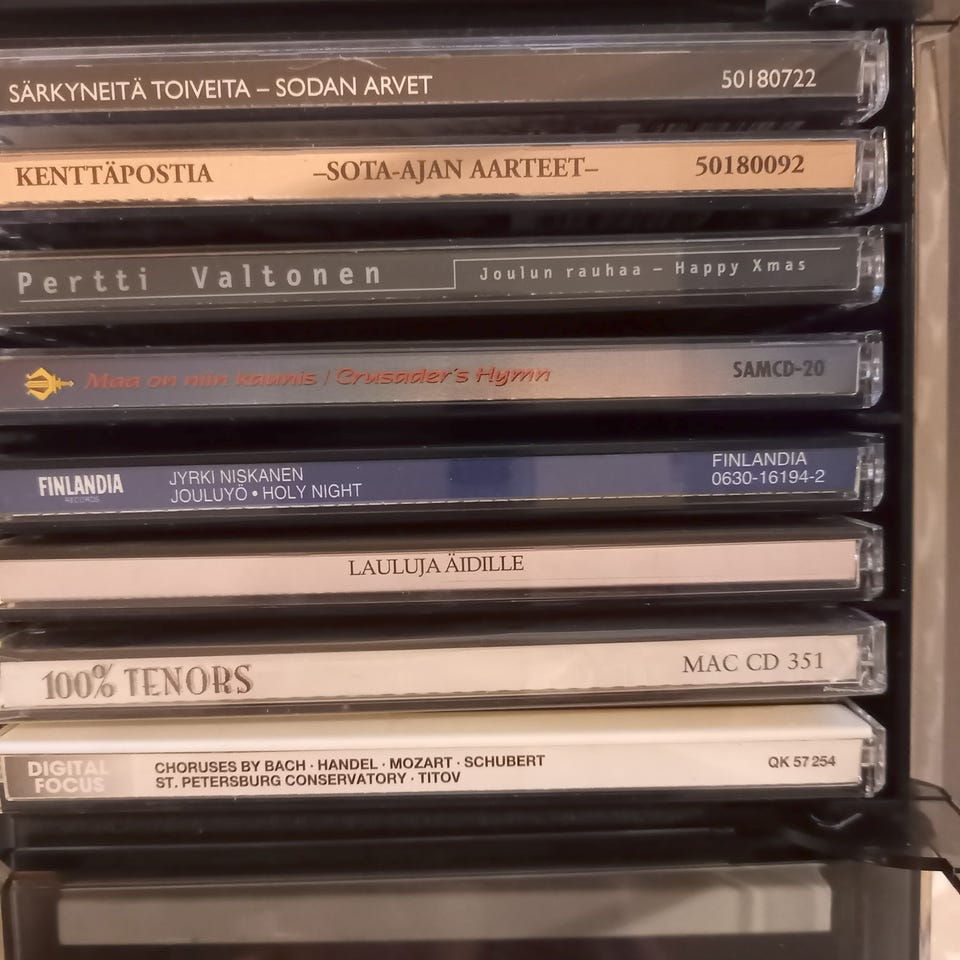 SÄRKYNEITÄ TOIVEITA – SODAN ARVET 50180722
KENTTÄPOSTIA –SOTA-AJAN AARTEET– 50180092
Pertti Valtonen Joulun rauhaa – Happy Xmas
Maa on niin kaunis / Crusader's Hymn SAMCD-20
FINLANDIA
RECORDS
JYRKI NISKANEN
JOULUYÖ • HOLY NIGHT
FINLANDIA
0630-16194-2
LAULUJA ÄIDILLE
100% TENORS MAC CD 351
DIGITAL
FOCUS
CHORUSES BY BACH · HANDEL · MOZART · SCHUBERT
ST. PETERSBURG CONSERVATORY · TITOV
QK 57254